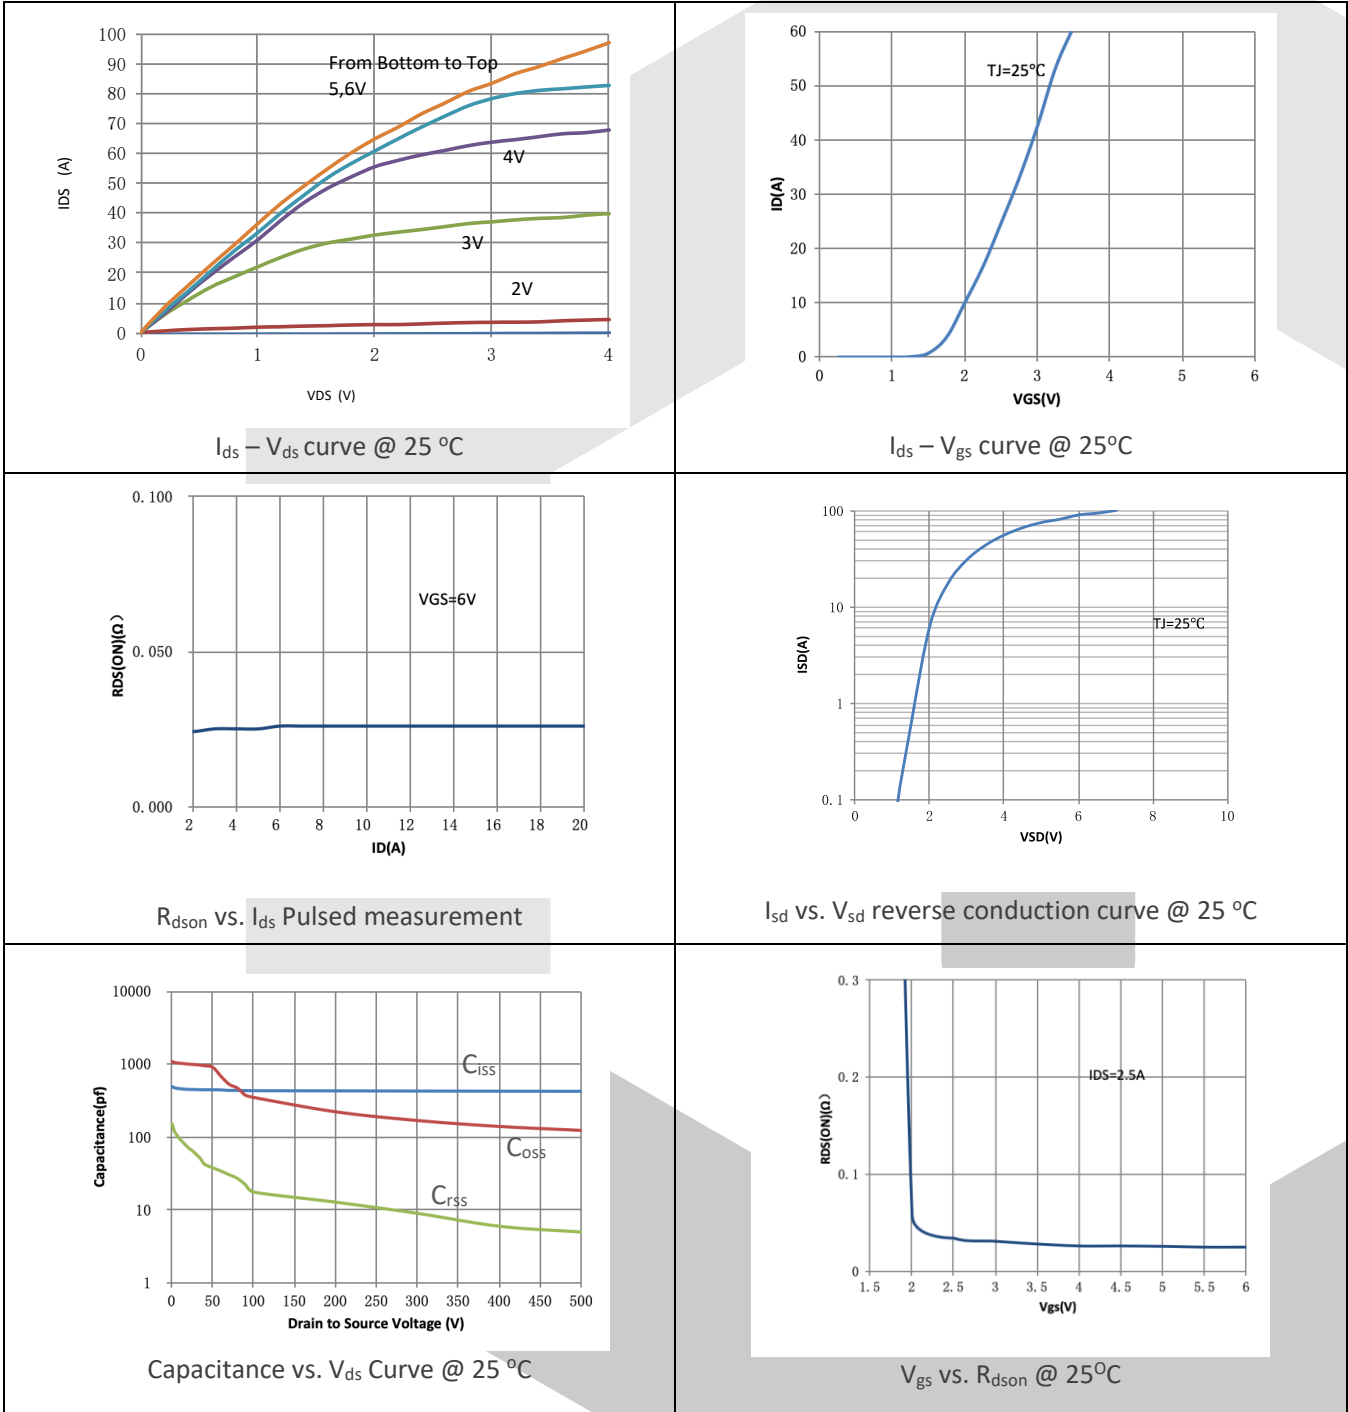 100
90
80
70
60
50
40
30
20
10
0
From Bottom to Top
5,6V
4V
3V
2V
IDS (A)
0 1 2 3 4
VDS (V)
Ids – Vds curve @ 25 oC
60
50
40
30
20
10
0
TJ=25℃
ID(A)
0 1 2 3 4 5 6
VGS(V)
Ids – Vgs curve @ 25oC
0.100
0.050
0.000
VGS=6V
RDS(ON)(Ω)
2 4 6 8 10 12 14 16 18 20
ID(A)
Rdson vs. Ids Pulsed measurement
100
10
1
0.1
TJ=25℃
ISD(A)
0 2 4 6 8 10
VSD(V)
Isd vs. Vsd reverse conduction curve @ 25 oC
10000
1000
100
10
1
Ciss
Coss
Crss
Capacitance(pf)
0 50 100 150 200 250 300 350 400 450 500
Drain to Source Voltage (V)
Capacitance vs. Vds Curve @ 25 oC
0.3
0.2
0.1
0
IDS=2.5A
RDS(ON)(Ω)
1.5 2 2.5 3 3.5 4 4.5 5 5.5 6
Vgs(V)
Vgs vs. Rdson @ 25OC